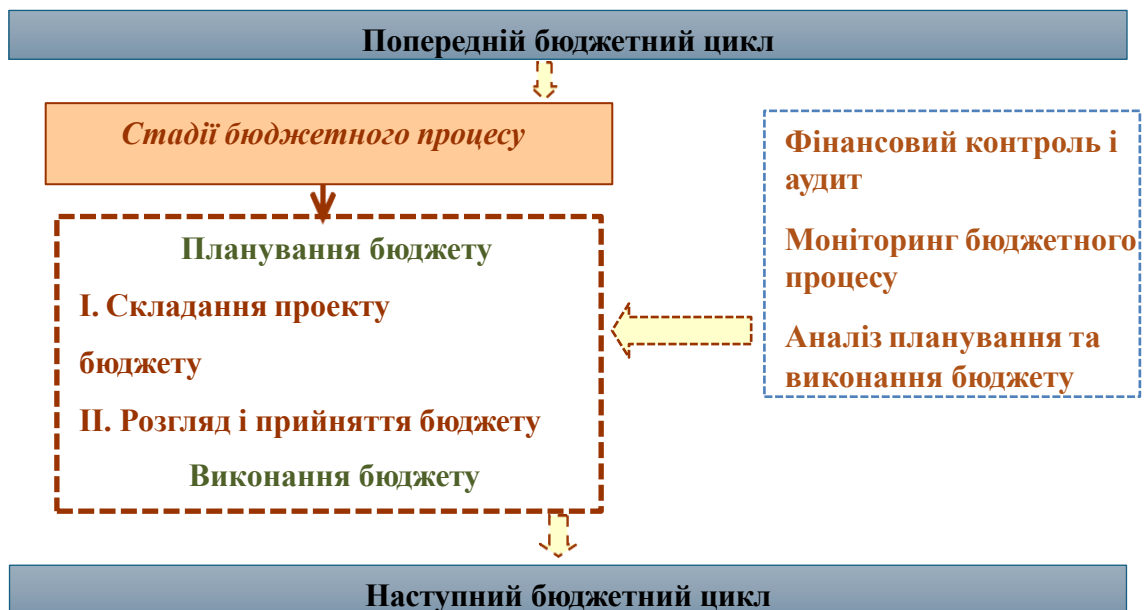 Попередній бюджетний цикл
Стадії бюджетного процесу
Планування бюджету
І. Складання проекту
бюджету
ІІ. Розгляд і прийняття бюджету
Виконання бюджету
Фінансовий контроль і
аудит
Моніторинг бюджетного
процесу
Аналіз планування та
виконання бюджету
Наступний бюджетний цикл